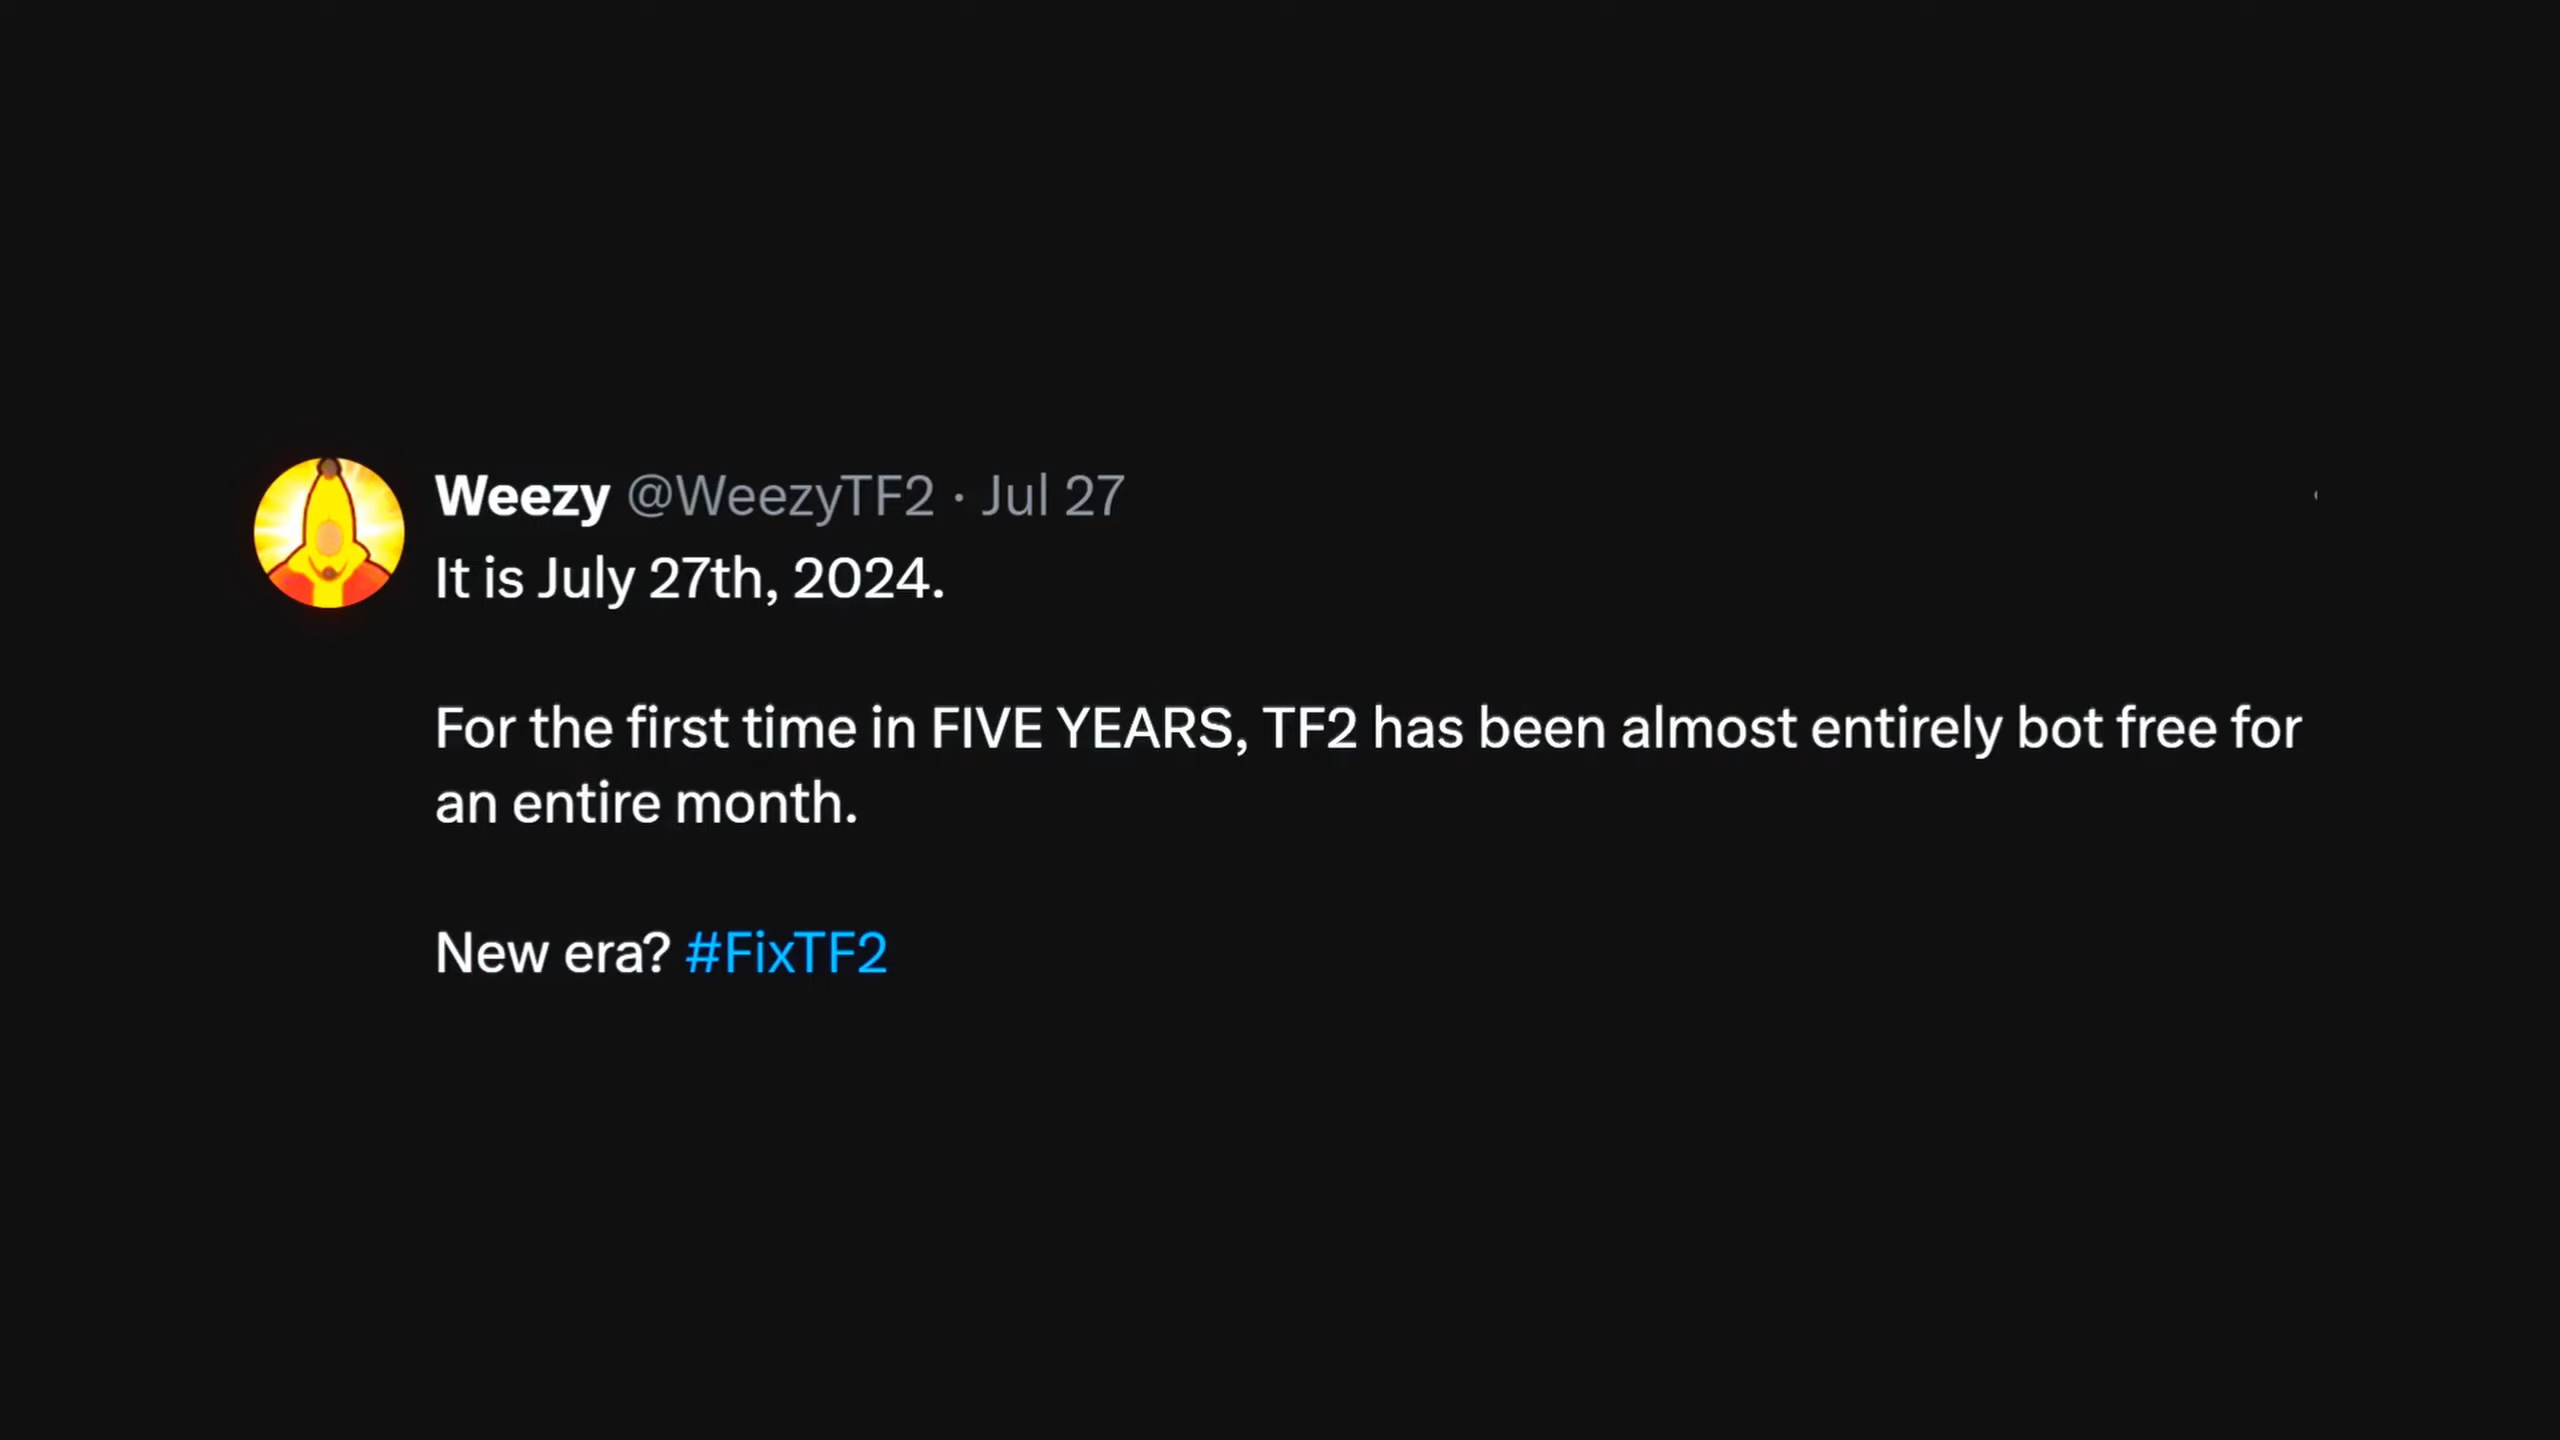 Weezy @WeezyTF2 · Jul 27
It is July 27th, 2024.
For the first time in FIVE YEARS, TF2 has been almost entirely bot free for
an entire month.
New era? #FixTF2